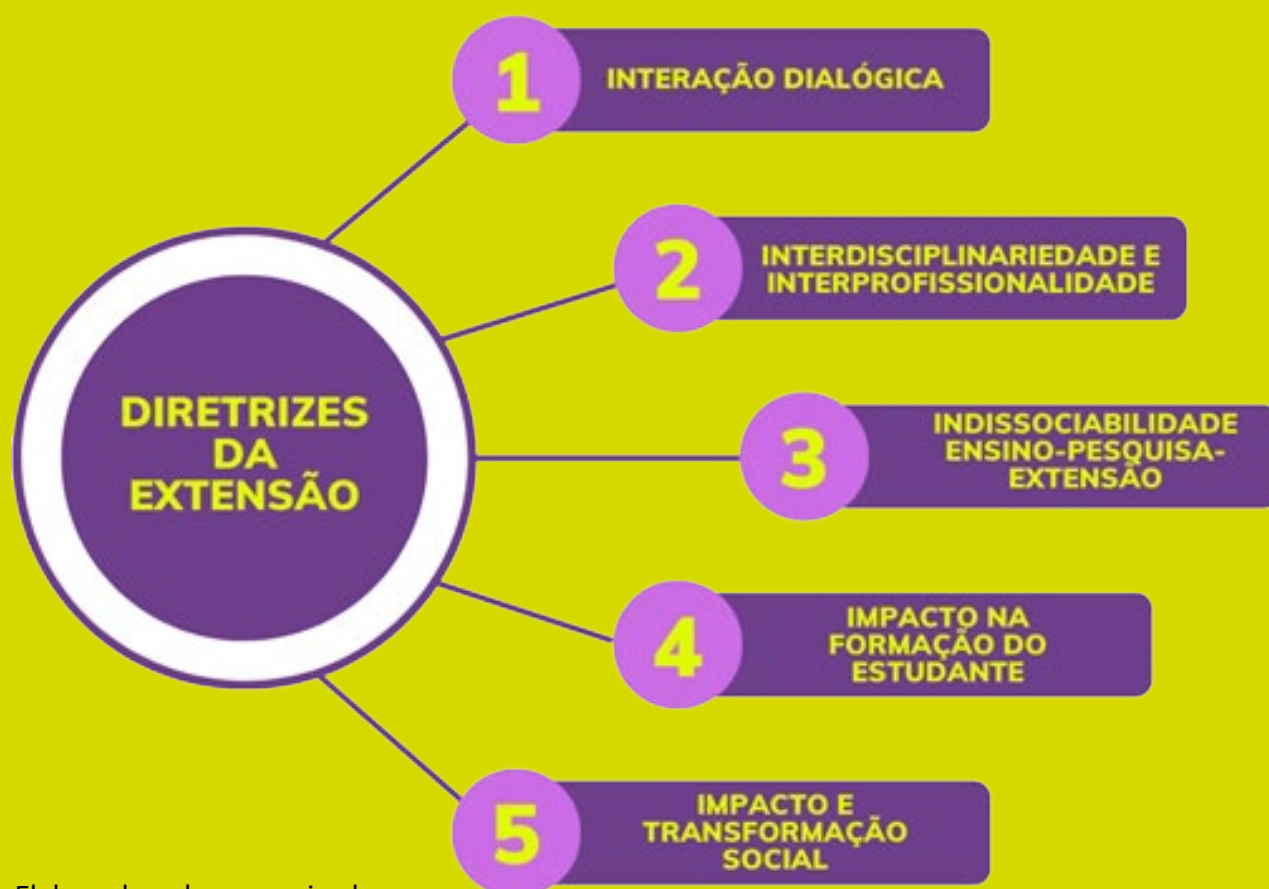 1
INTERAÇÃO DIALÓGICA
2
INTERDISCIPLINARIEDADE E
INTERPROFISSIONALIDADE
DIRETRIZES
DA
EXTENSÃO
3
INDISSOCIABILIDADE
ENSINO-PESQUISA-
EXTENSÃO
4
IMPACTO NA
FORMAÇÃO DO
ESTUDANTE
5
IMPACTO E
TRANSFORMAÇÃO
SOCIAL